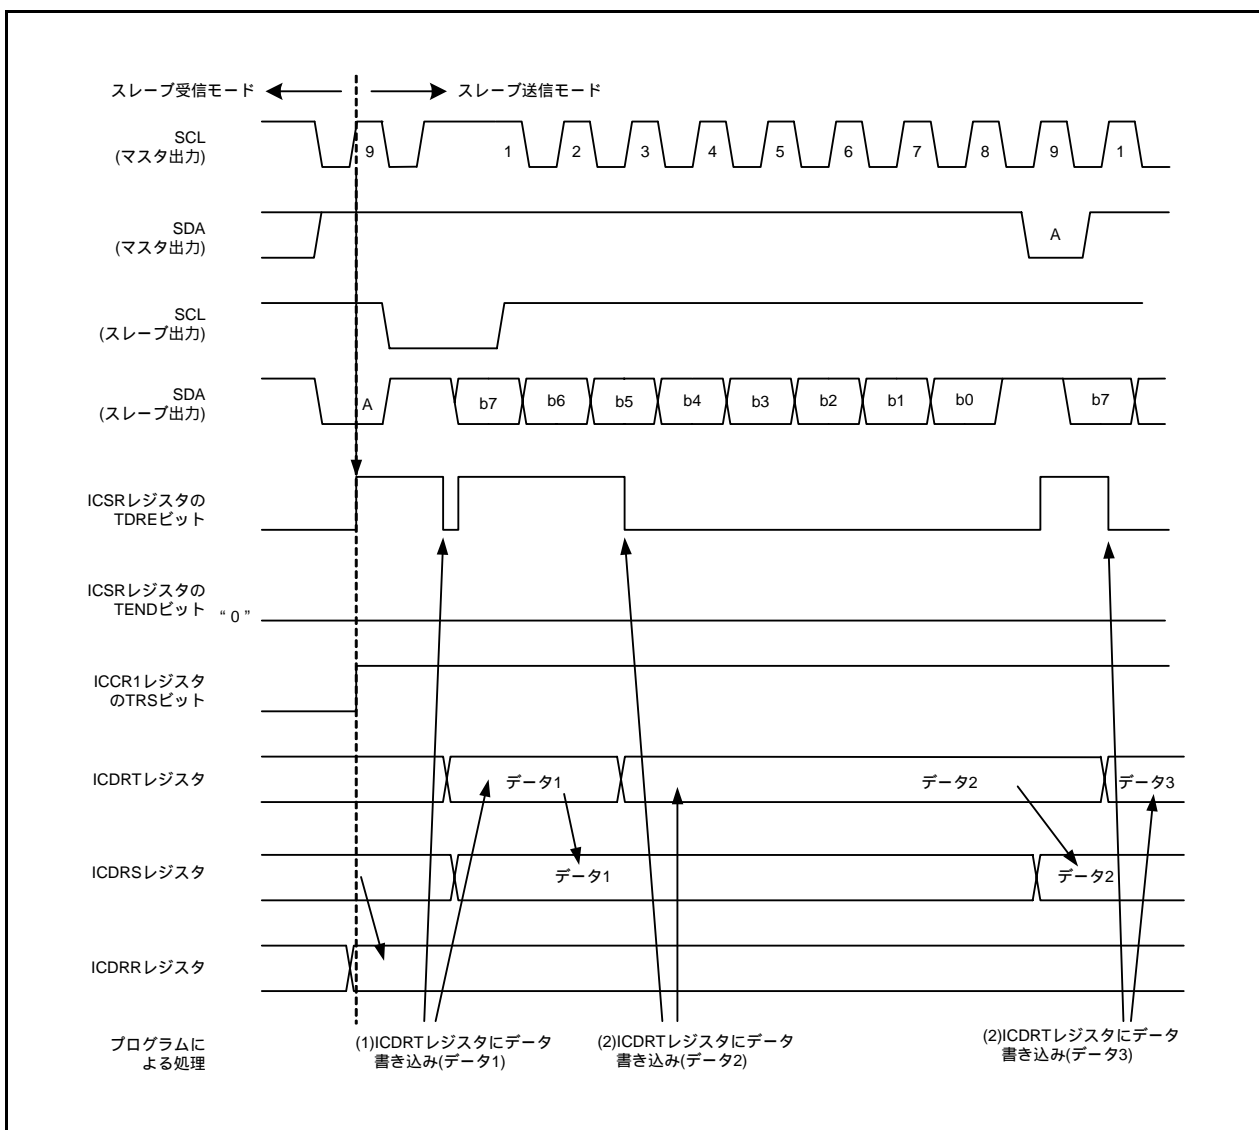 スレーブ受信モード
スレーブ送信モード
SCL
(マスタ出力)
9 1 2 3 4 5 6 7 8 9 1
SDA
(マスタ出力)
A
SCL
(スレーブ出力)
SDA
(スレーブ出力)
A b7 b6 b5 b4 b3 b2 b1 b0 b7
ICSRレジスタの
TDREビット
ICSRレジスタの
TENDビット
“ 0 ”
ICCR1レジスタ
のTRSビット
ICDRTレジスタ
データ1 データ2 データ3
ICDRSレジスタ
データ1 データ2
ICDRRレジスタ
プログラムに
よる処理
(1)ICDRTレジスタにデータ
書き込み(データ1)
(2)ICDRTレジスタにデータ
書き込み(データ2)
(2)ICDRTレジスタにデータ
書き込み(データ3)